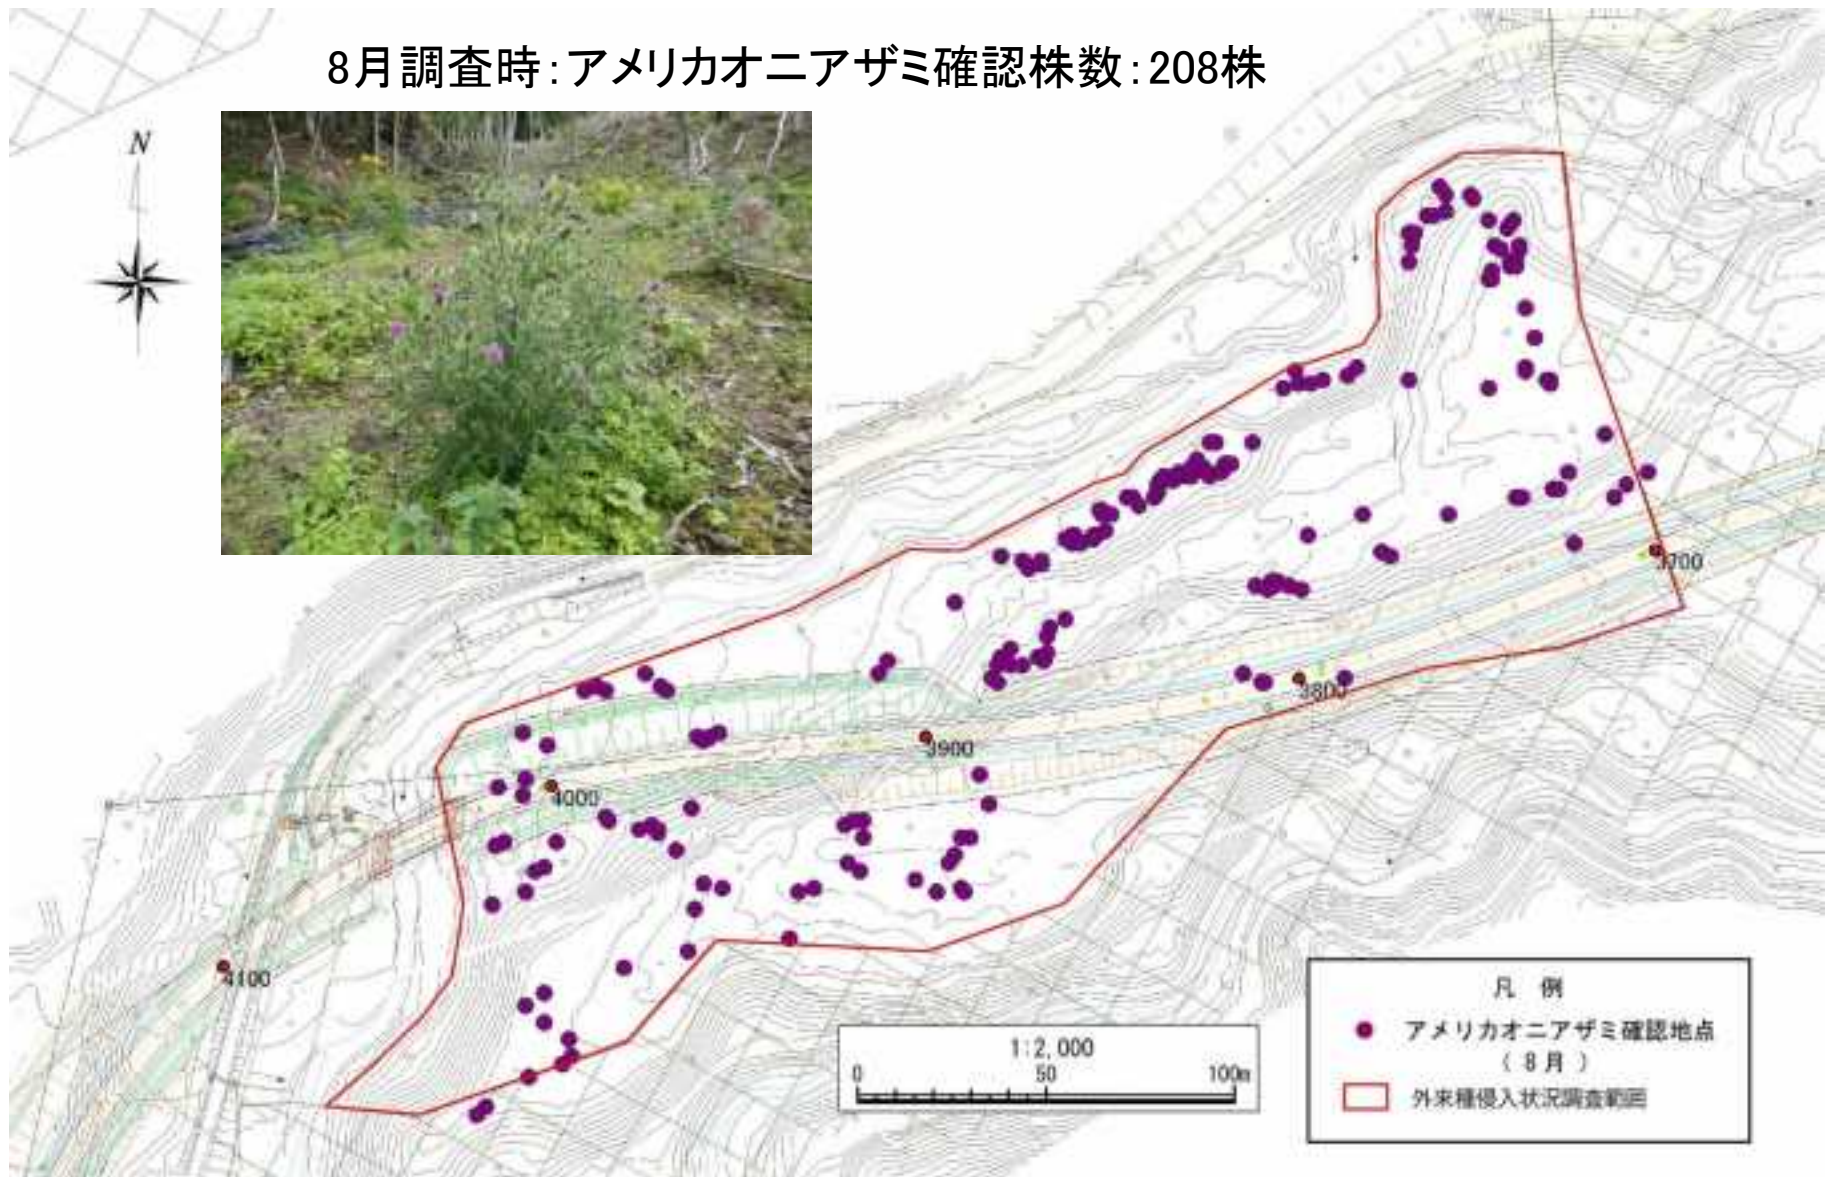 8月調査時：アメリカオニアザミ確認株数：208株
N
3700
3800
3900
4000
4100
1:2,000
0 50 100m
凡 例
アメリカオニアザミ確認地点
（ 8月 ）
外来種侵入状況調査範囲